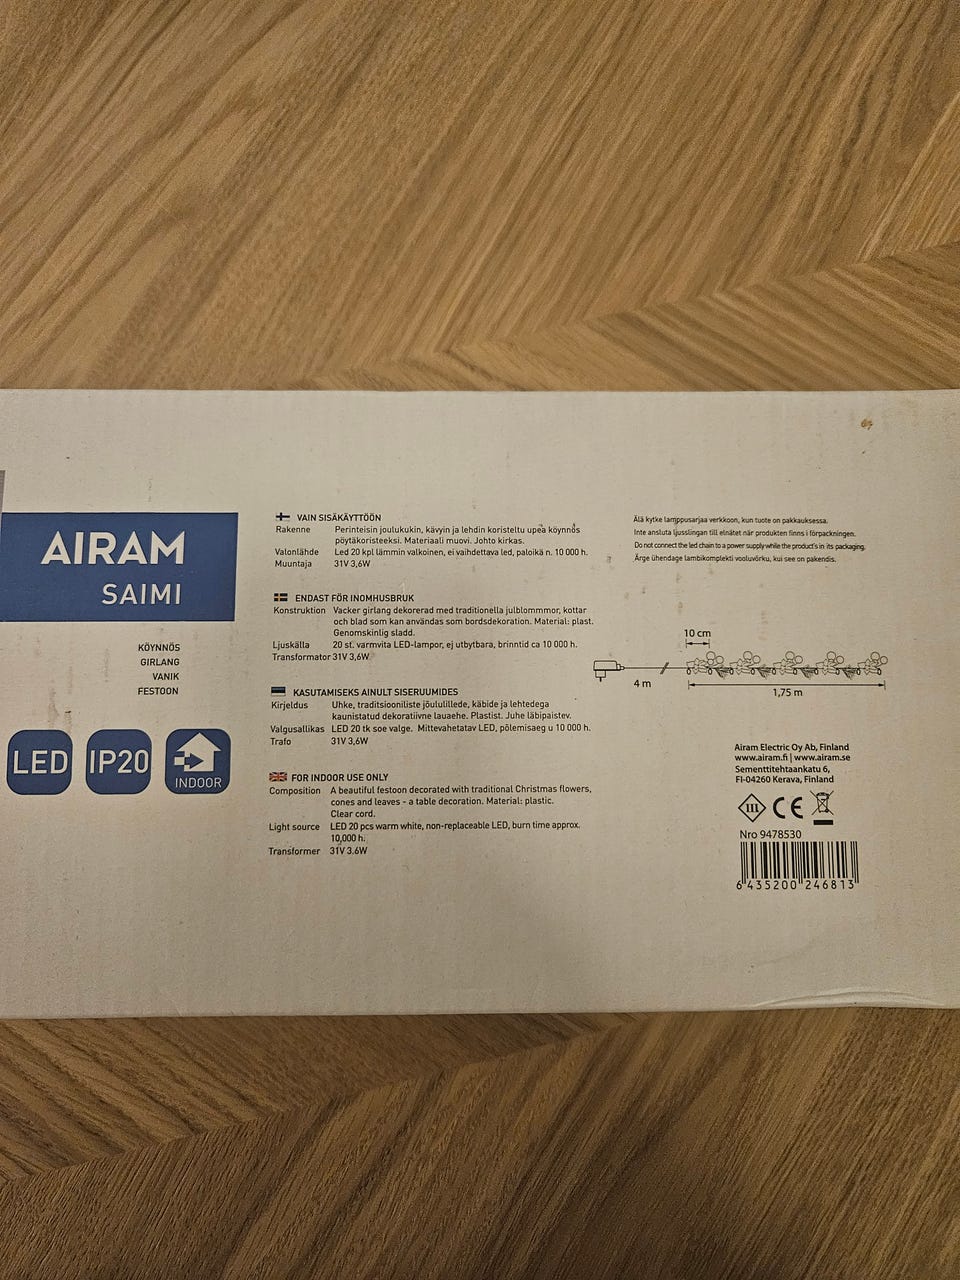 AIRAM
SAIMI
KÖYNNÖS
GIRLANG
VANIK
FESTOON
LED
IP20
INDOOR
VAIN SISÄKÄYTTÖÖN
Rakenne Perinteisin joulukukin, kävyin ja lehdin koristeltu upea köynnös
pöytäkoristeeksi. Materiaali muovi. Johto kirkas.
Valonlähde Led 20 kpl lämmin valkoinen, ei vaihdettava led, paloikä n. 10 000 h.
Muuntaja 31V 3,6W
ENDAST FÖR INOMHUSBRUK
Konstruktion Vacker girlang dekorerad med traditionella julblommor, kottar
och blad som kan användas som bordsdekoration. Material: plast.
Genomskinlig sladd.
Ljuskälla 20 st. varmvita LED-lampor, ej utbytbara, brinntid ca 10 000 h.
Transformator 31V 3,6W
KASUTAMISEKS AINULT SISERUUMIDES
Kirjeldus Uhke, traditsiooniliste jõululillede, käbide ja lehtedega
kaunistatud dekoratiivne lauaehe. Plastist. Juhe läbipaistev.
Valgusallikas LED 20 tk soe valge. Mittevahetatav LED, põlemisaeg u 10 000 h.
Trafo 31V 3,6W
FOR INDOOR USE ONLY
Composition A beautiful festoon decorated with traditional Christmas flowers,
cones and leaves - a table decoration. Material: plastic.
Clear cord.
Light source LED 20 pcs warm white, non-replaceable LED, burn time approx.
10,000 h.
Transformer 31V 3.6W
Älä kytke lamppusarjaa verkkoon, kun tuote on pakkauksessa.
Inte ansluta ljusslingan till elnätet när produkten finns i förpackningen.
Do not connect the led chain to a power supply while the product's in its packaging.
Ärge ühendage lambikomplekti vooluvõrku, kui see on pakendis.
10 cm
4 m
1,75 m
Airam Electric Oy Ab, Finland
www.airam.fi | www.airam.se
Sementtitehtaankatu 6,
FI-04260 Kerava, Finland
III CE
Nro 9478530
6 435200 246813